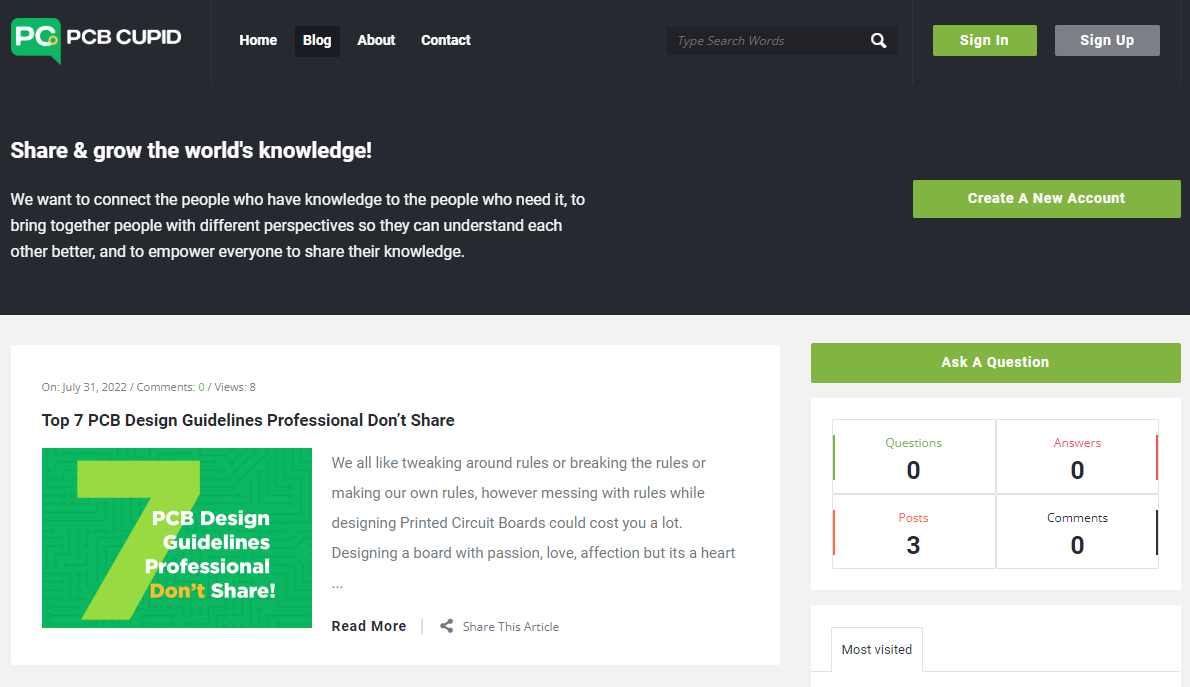 PC PCB CUPID
Home Blog About Contact
Type Search Words
Sign In
Sign Up
Share & grow the world's knowledge!
We want to connect the people who have knowledge to the people who need it, to
bring together people with different perspectives so they can understand each
other better, and to empower everyone to share their knowledge.
Create A New Account
On: July 31, 2022 / Comments: 0 / Views: 8
Top 7 PCB Design Guidelines Professional Don’t Share
7
PCB Design
Guidelines
Professional
Don’t Share!
We all like tweaking around rules or breaking the rules or
making our own rules, however messing with rules while
designing Printed Circuit Boards could cost you a lot.
Designing a board with passion, love, affection but its a heart
...
Read More
Share This Article
Ask A Question
Questions
0
Answers
0
Posts
3
Comments
0
Most visited